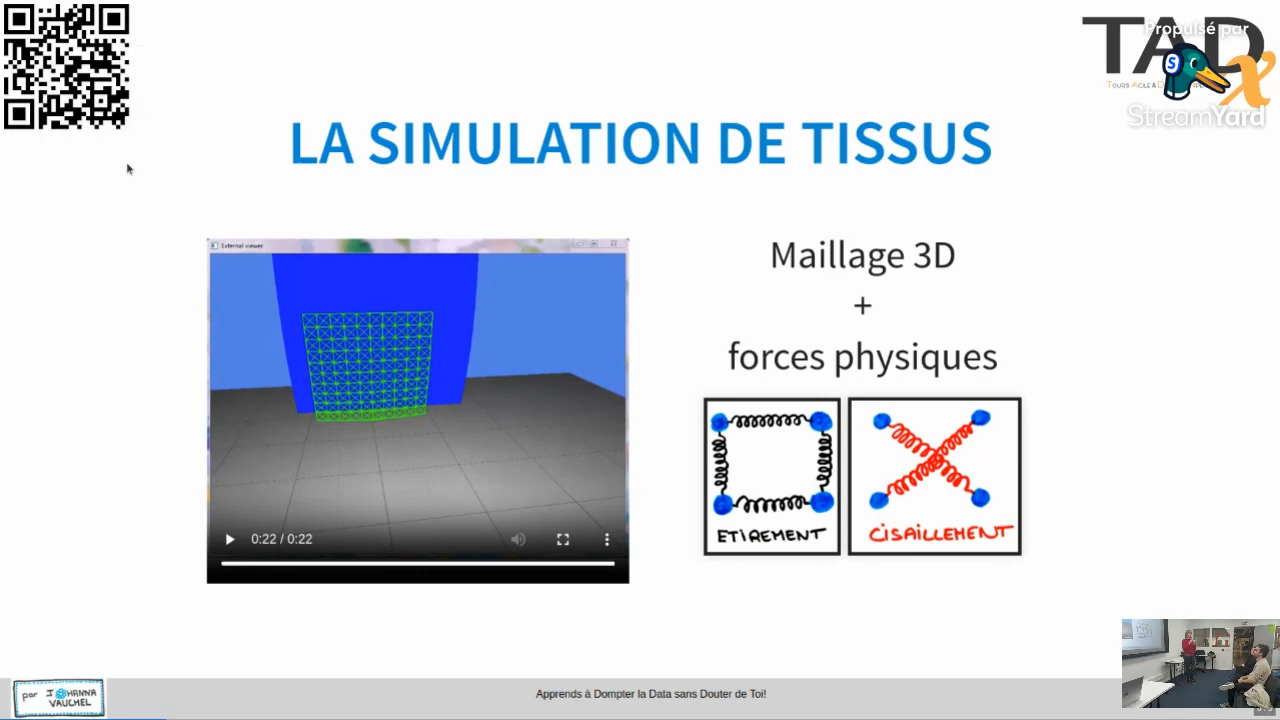 TADx
Propulsé par
StreamYard
LA SIMULATION DE TISSUS
External viewer
Maillage 3D
+
forces physiques
0:22 / 0:22
ETIREMENT
CISAILLEMENT
par JOHANNA
VAUCHEL
Apprends à Dompter la Data sans Douter de Toi!